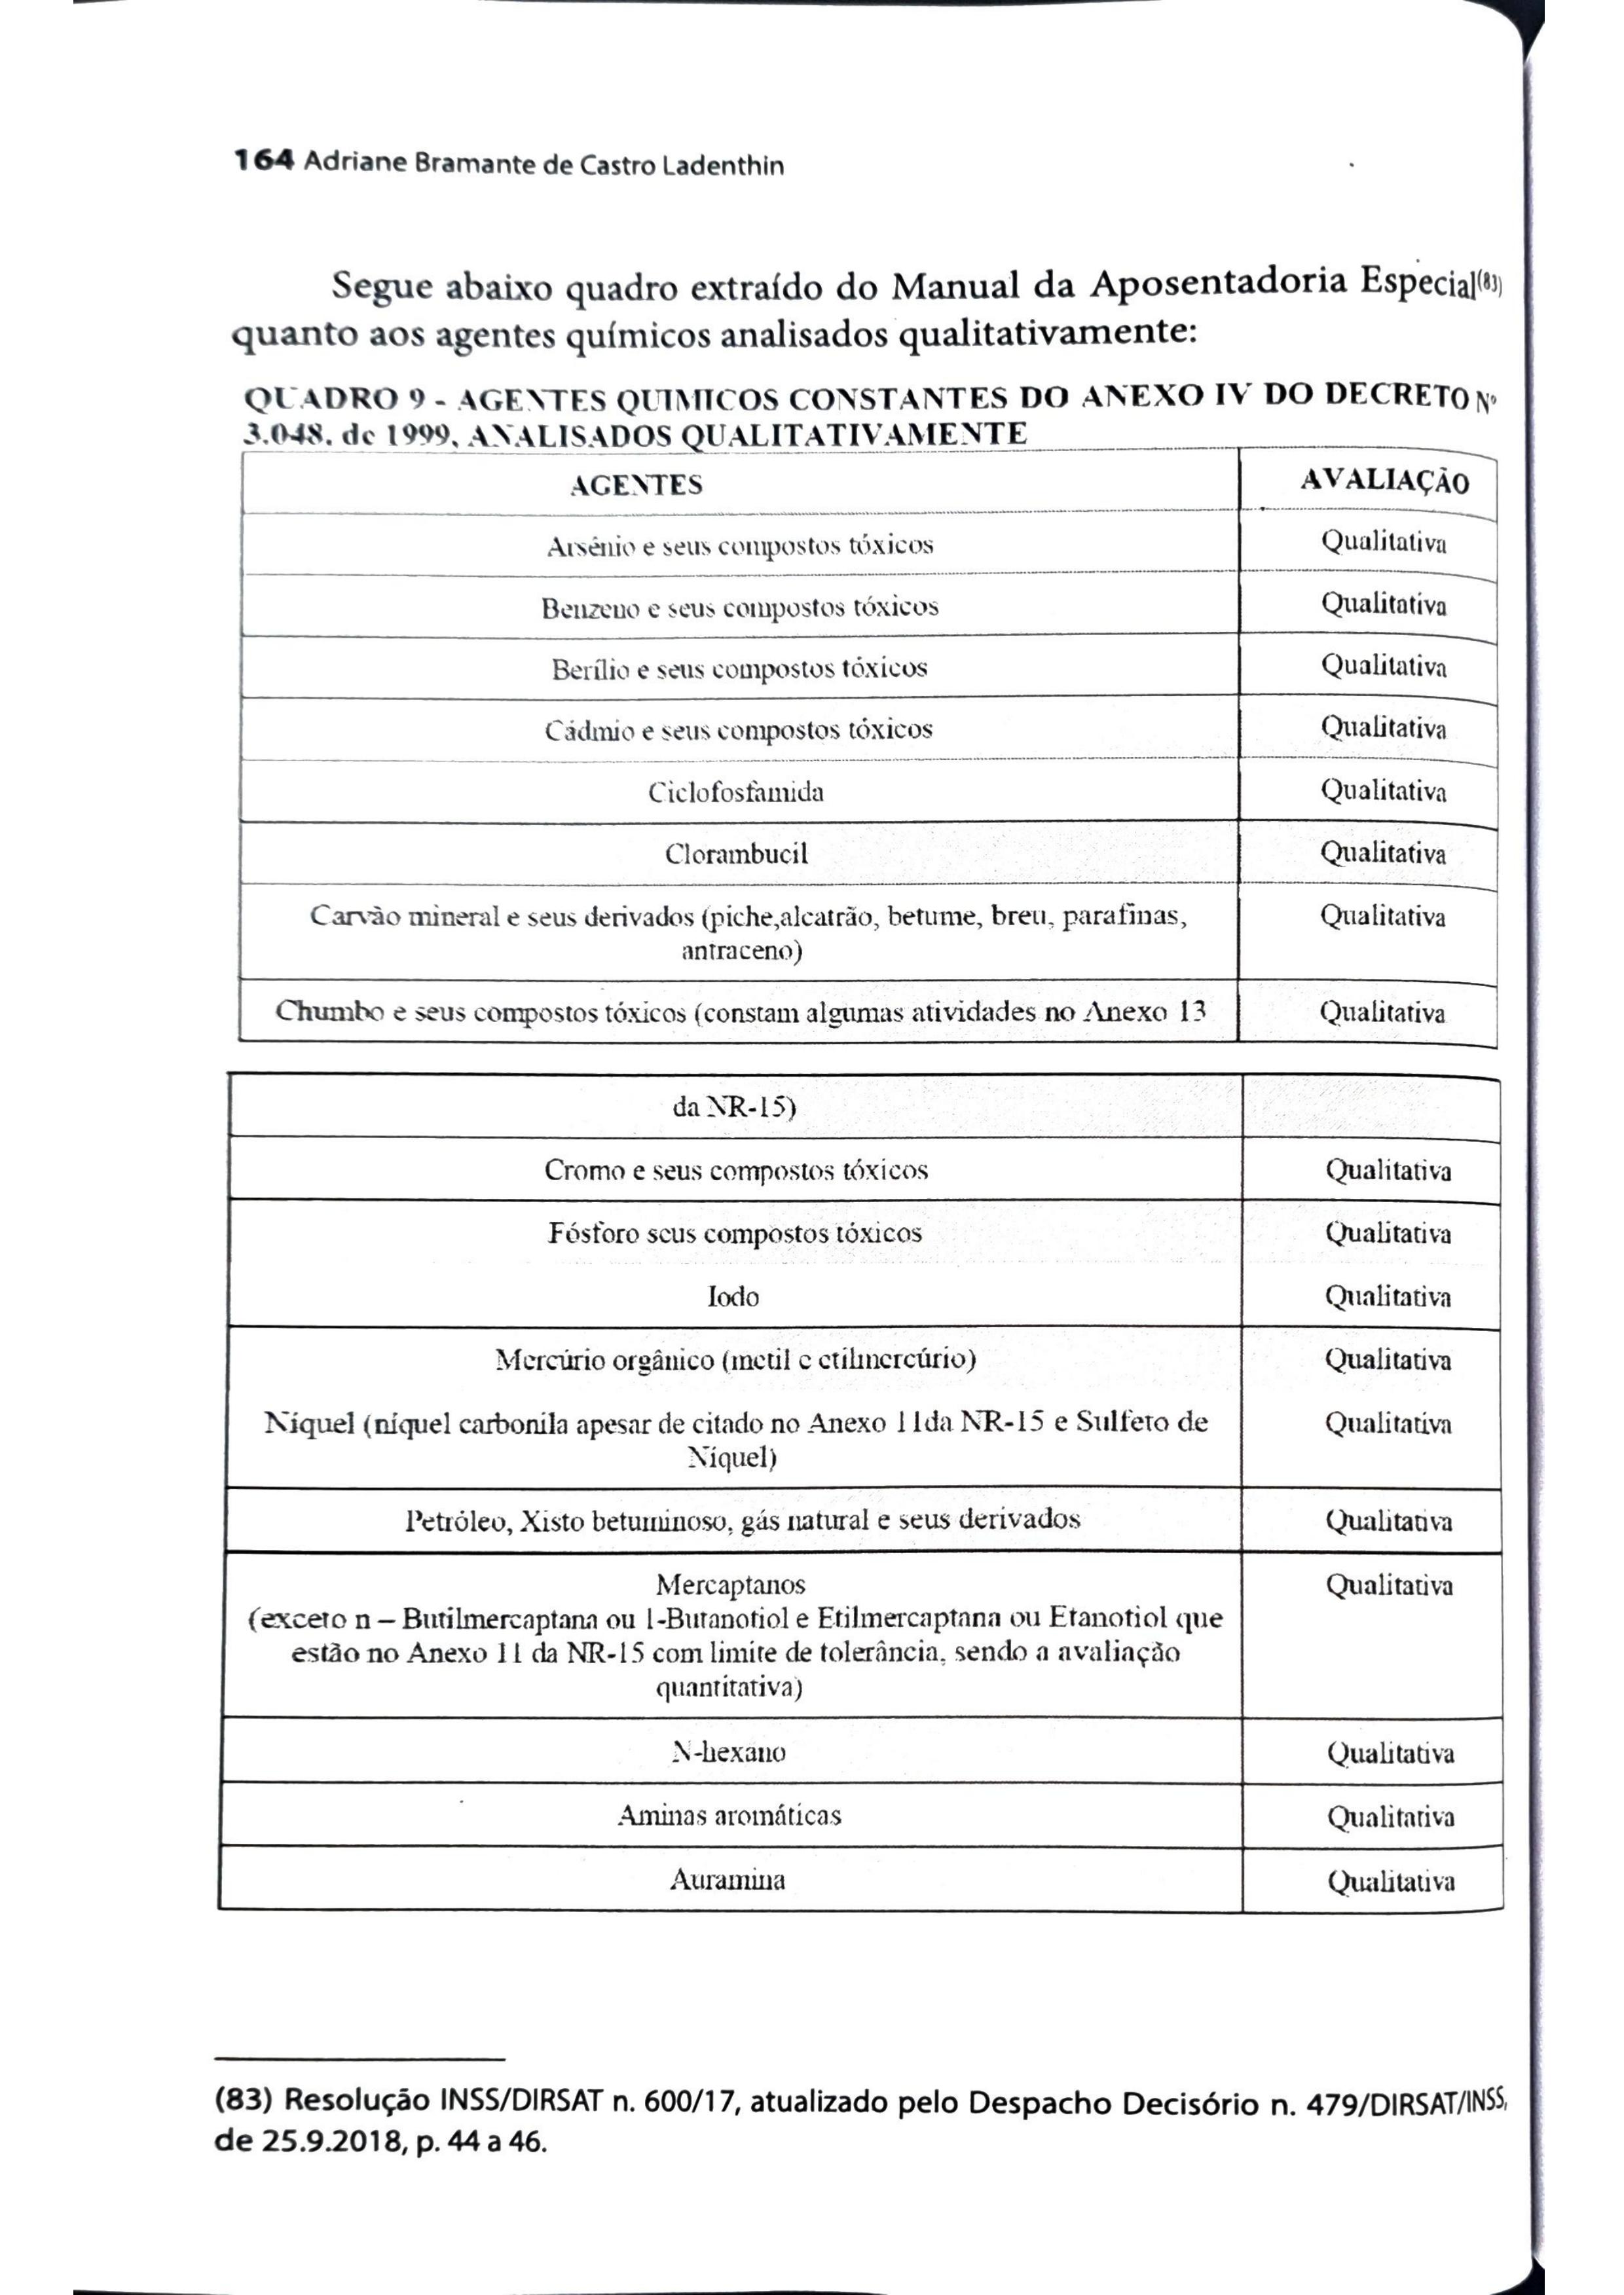 164 Adriane Bramante de Castro Ladenthin
Segue abaixo quadro extraído do Manual da Aposentadoria Especial(83)
quanto aos agentes químicos analisados qualitativamente:
QUADRO 9 - AGENTES QUIMICOS CONSTANTES DO ANEXO IV DO DECRETO Nº
3.048, de 1999, ANALISADOS QUALITATIVAMENTE
AGENTES AVALIAÇÃO
Arsênio e seus compostos tóxicos Qualitativa
Benzeno e seus compostos tóxicos Qualitativa
Berílio e seus compostos tóxicos Qualitativa
Cádmio e seus compostos tóxicos Qualitativa
Ciclofosfamida Qualitativa
Clorambucil Qualitativa
Carvão mineral e seus derivados (piche,alcatrão, betume, breu, parafinas, Qualitativa
antraceno)
Chumbo e seus compostos tóxicos (constam algumas atividades no Anexo 13 Qualitativa
da NR-15)
Cromo e seus compostos tóxicos Qualitativa
Fósforo seus compostos tóxicos Qualitativa
Iodo Qualitativa
Mercúrio orgânico (metil e etilmercúrio) Qualitativa
Níquel (níquel carbonila apesar de citado no Anexo 11da NR-15 e Sulfeto de Qualitativa
Níquel)
Petróleo, Xisto betuminoso, gás natural e seus derivados Qualitativa
Mercaptanos Qualitativa
(exceto n – Butilmercaptana ou 1-Butanotiol e Etilmercaptana ou Etanotiol que
estão no Anexo 11 da NR-15 com limite de tolerância, sendo a avaliação
quantitativa)
N-hexano Qualitativa
Aminas aromáticas Qualitativa
Auramina Qualitativa
(83) Resolução INSS/DIRSAT n. 600/17, atualizado pelo Despacho Decisório n. 479/DIRSAT/INSS,
de 25.9.2018, p. 44 a 46.